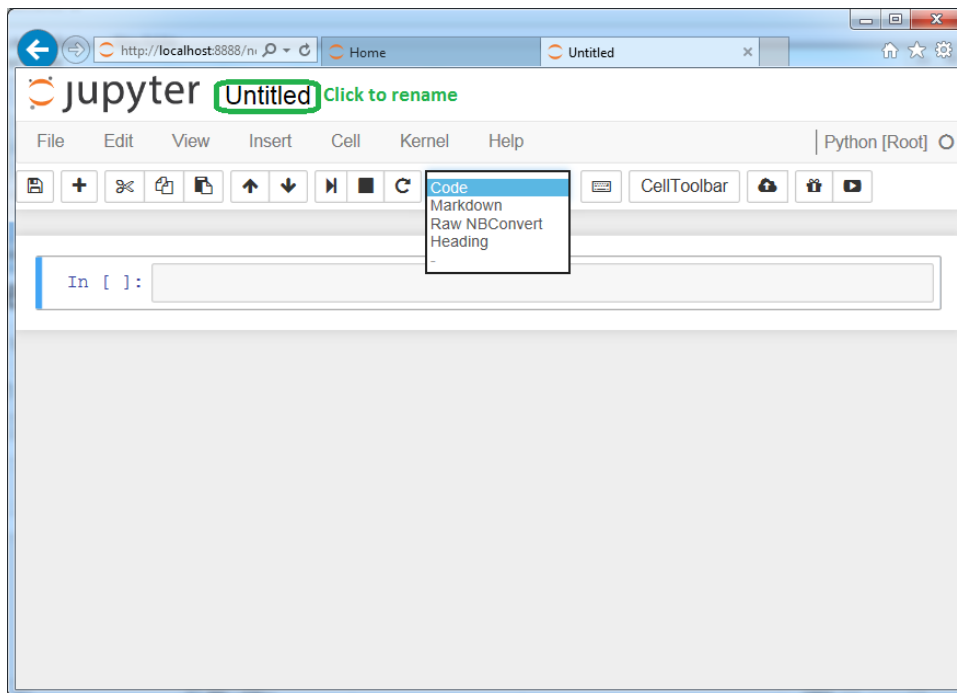 http://localhost:8888/n
Home
Untitled
jupyter Untitled Click to rename
File Edit View Insert Cell Kernel Help Python [Root]
Code CellToolbar
Markdown
Raw NBConvert
Heading
-
In [ ]: